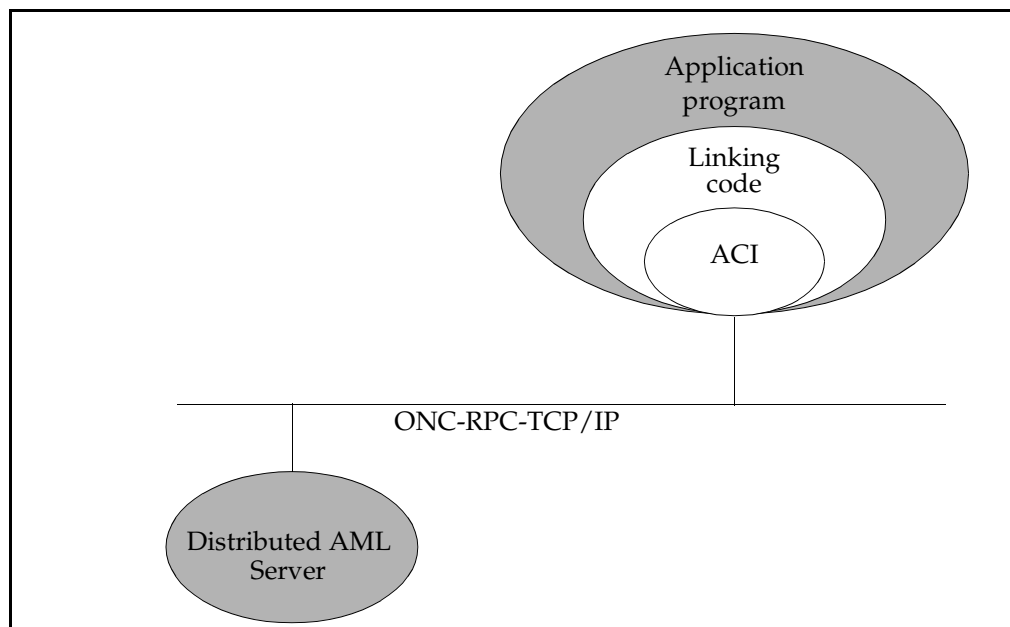 Application
program
Linking
code
ACI
ONC-RPC-TCP/IP
Distributed AML
Server